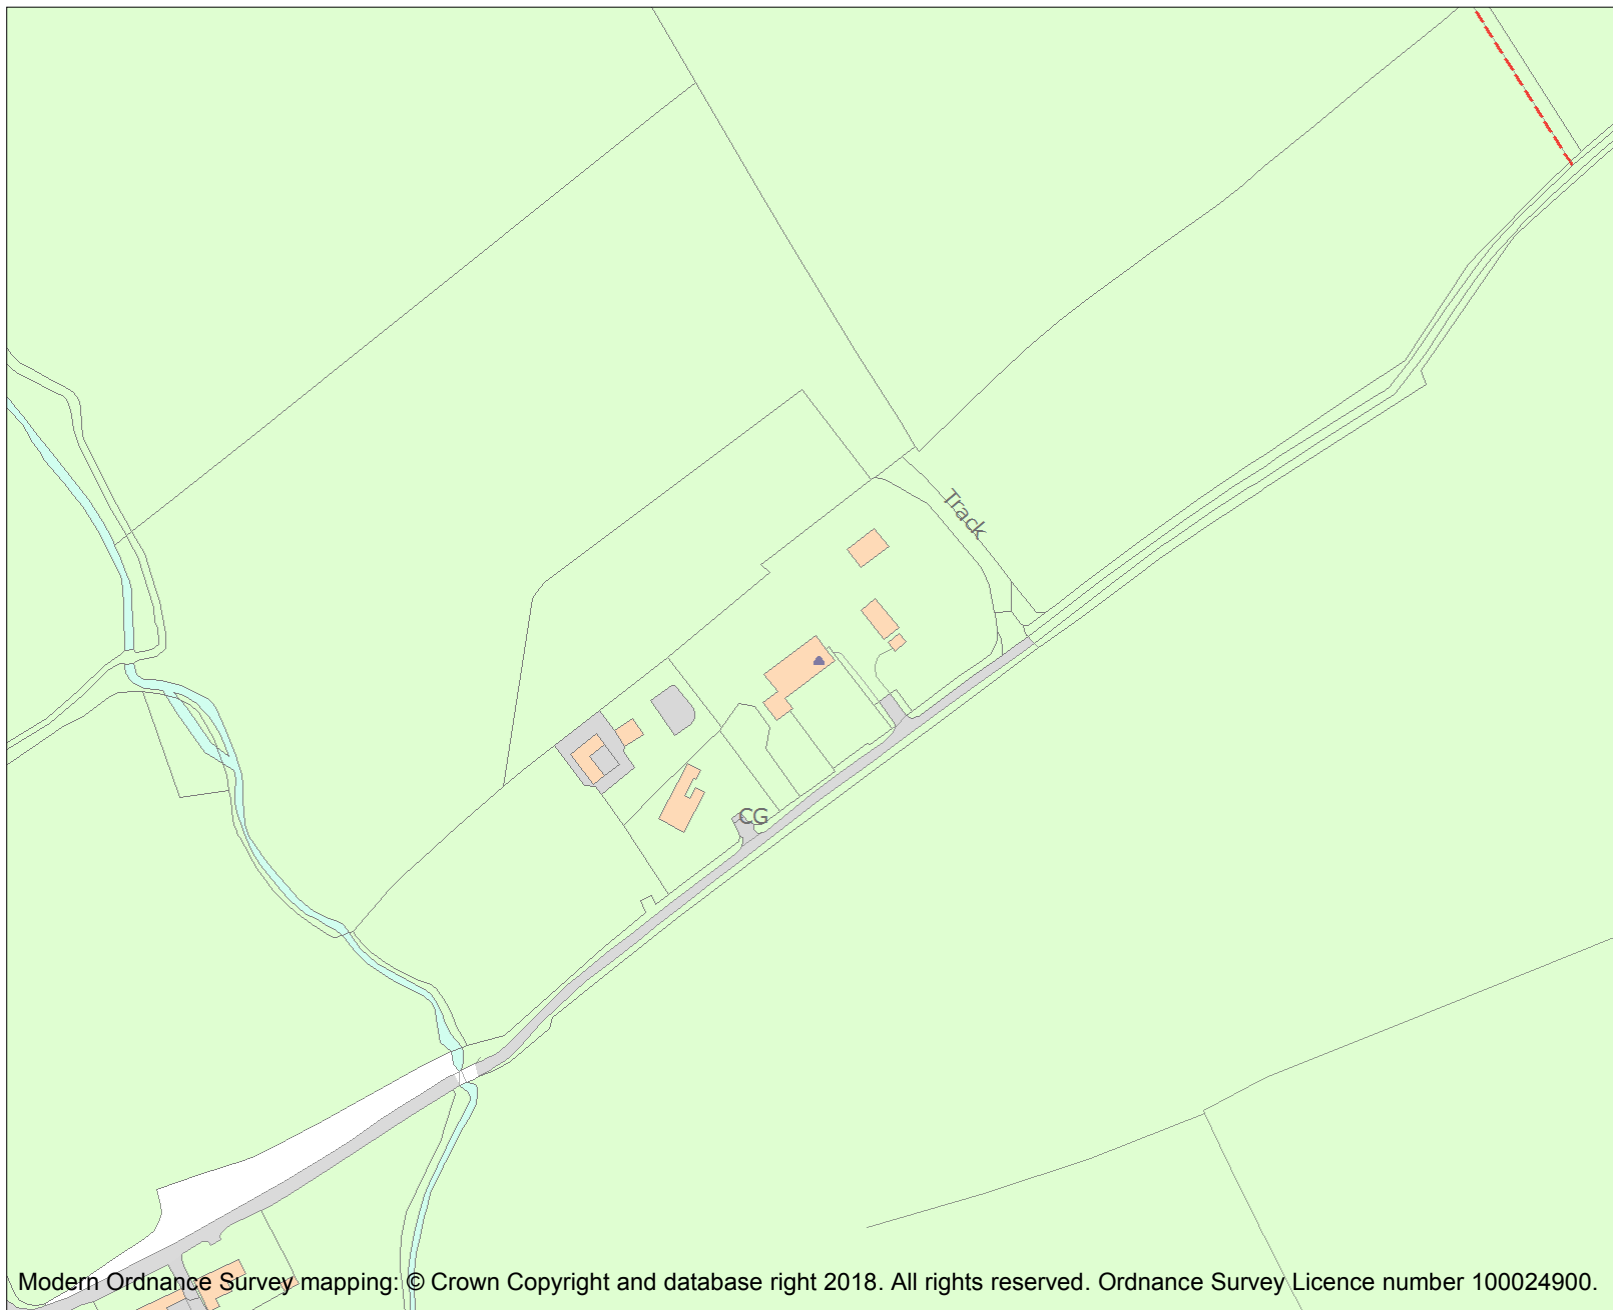 Track
CG
Modern Ordnance Survey mapping: © Crown Copyright and database right 2018. All rights reserved. Ordnance Survey Licence number 100024900.